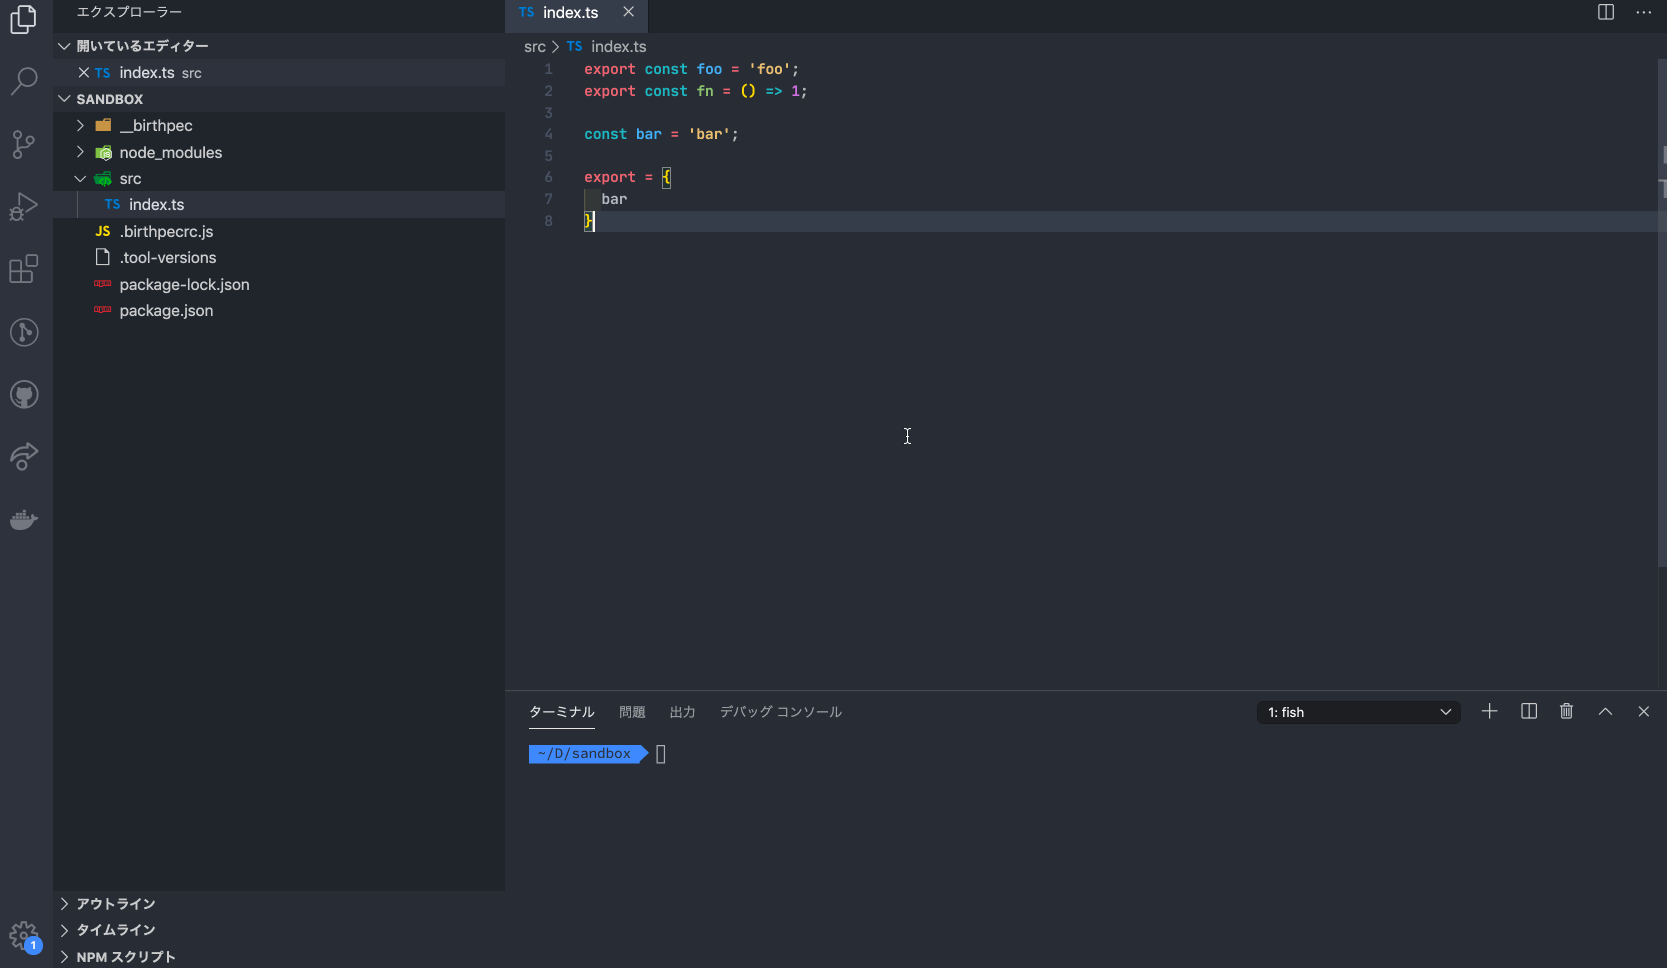 エクスプローラー
開いているエディター
TS index.ts src
SANDBOX
__birthpec
node_modules
src
TS index.ts
JS .birthpecrc.js
.tool-versions
package-lock.json
package.json
アウトライン
タイムライン
NPM スクリプト
1
TS index.ts
src > TS index.ts
1 export const foo = 'foo';
2 export const fn = () => 1;
3
4 const bar = 'bar';
5
6 export = {
7 bar
8 }
ターミナル 問題 出力 デバッグ コンソール
1: fish
~/D/sandbox